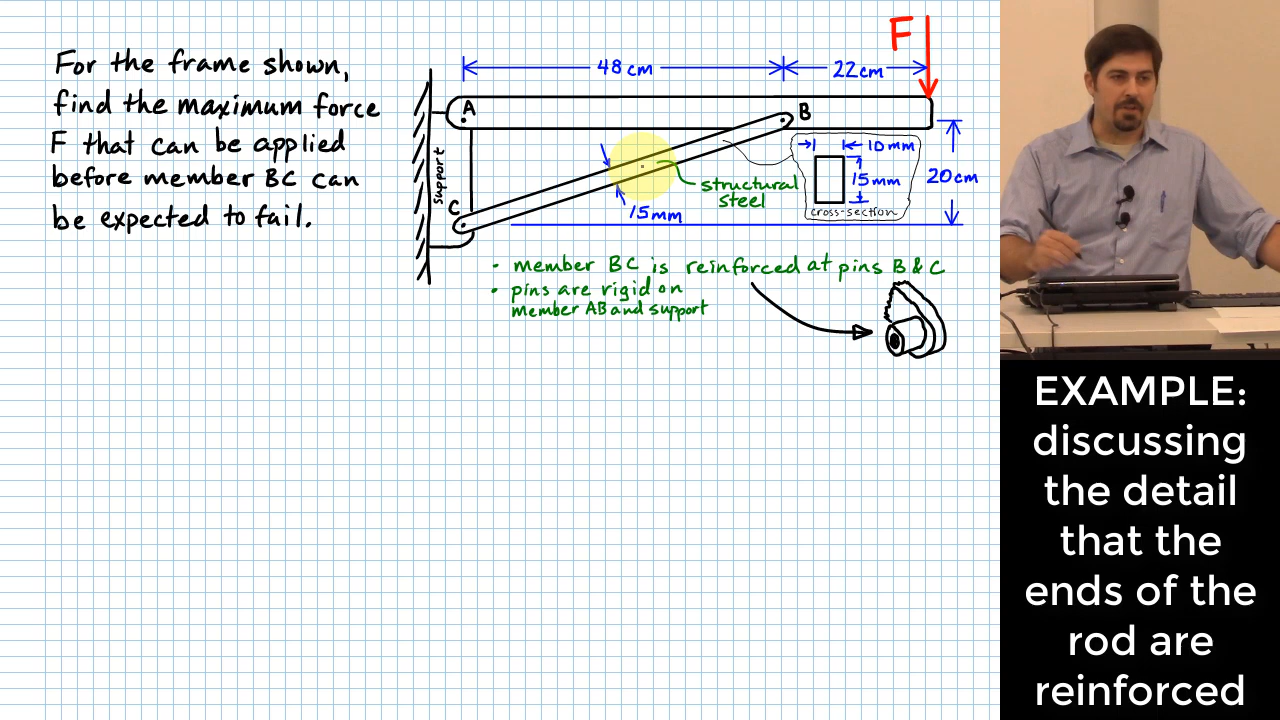 For the frame shown,
find the maximum force
F that can be applied
before member BC can
be expected to fail.
F
48 cm
22cm
A
B
support
10 mm
15mm
20cm
structural
steel
cross-section
C
15mm
• member BC is reinforced at pins B & C
• pins are rigid on
member AB and support
EXAMPLE:
discussing
the detail
that the
ends of the
rod are
reinforced